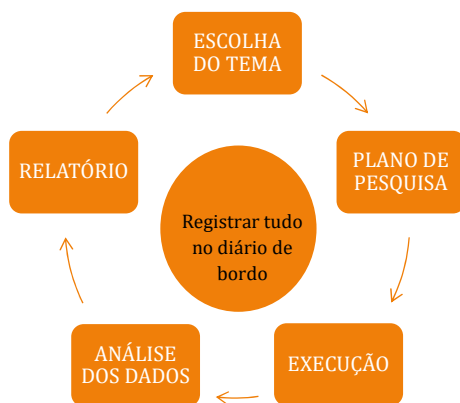 ESCOLHA
DO TEMA
PLANO DE
PESQUISA
EXECUÇÃO
ANÁLISE
DOS DADOS
RELATÓRIO
Registrar tudo
no diário de
bordo